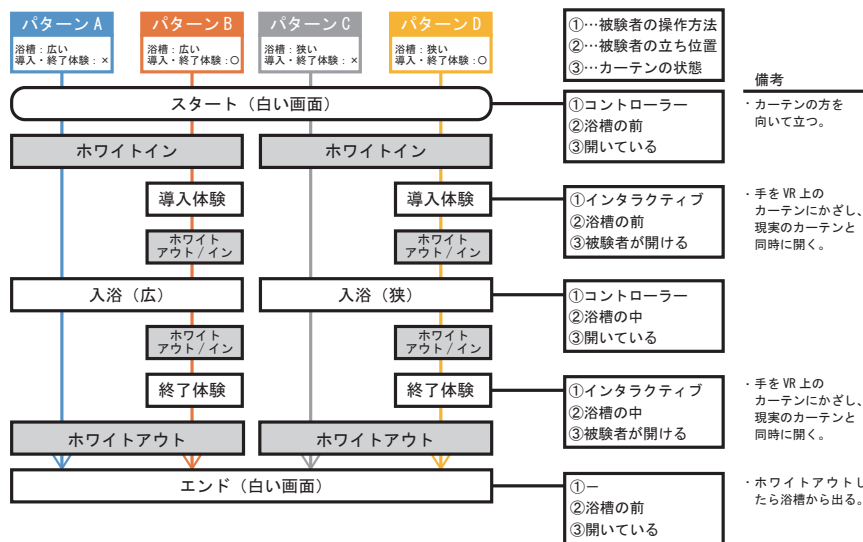 パターンA
浴槽：広い
導入・終了体験：×
パターンB
浴槽：広い
導入・終了体験：〇
パターンC
浴槽：狭い
導入・終了体験：×
パターンD
浴槽：狭い
導入・終了体験：〇
①…被験者の操作方法
②…被験者の立ち位置
③…カーテンの状態
備考
スタート（白い画面）
①コントローラー
②浴槽の前
③開いている
・カーテンの方を
向いて立つ。
ホワイトイン
ホワイトイン
導入体験
導入体験
①インタラクティブ
②浴槽の前
③被験者が開ける
・手をVR上の
カーテンにかざし、
現実のカーテンと
同時に開く。
ホワイト
アウト/イン
ホワイト
アウト/イン
入浴（広）
入浴（狭）
①コントローラー
②浴槽の中
③開いている
ホワイト
アウト/イン
ホワイト
アウト/イン
終了体験
終了体験
①インタラクティブ
②浴槽の中
③被験者が開ける
・手をVR上の
カーテンにかざし、
現実のカーテンと
同時に開く。
ホワイトアウト
ホワイトアウト
エンド（白い画面）
①ー
②浴槽の前
③開いている
・ホワイトアウトし
たら浴槽から出る。